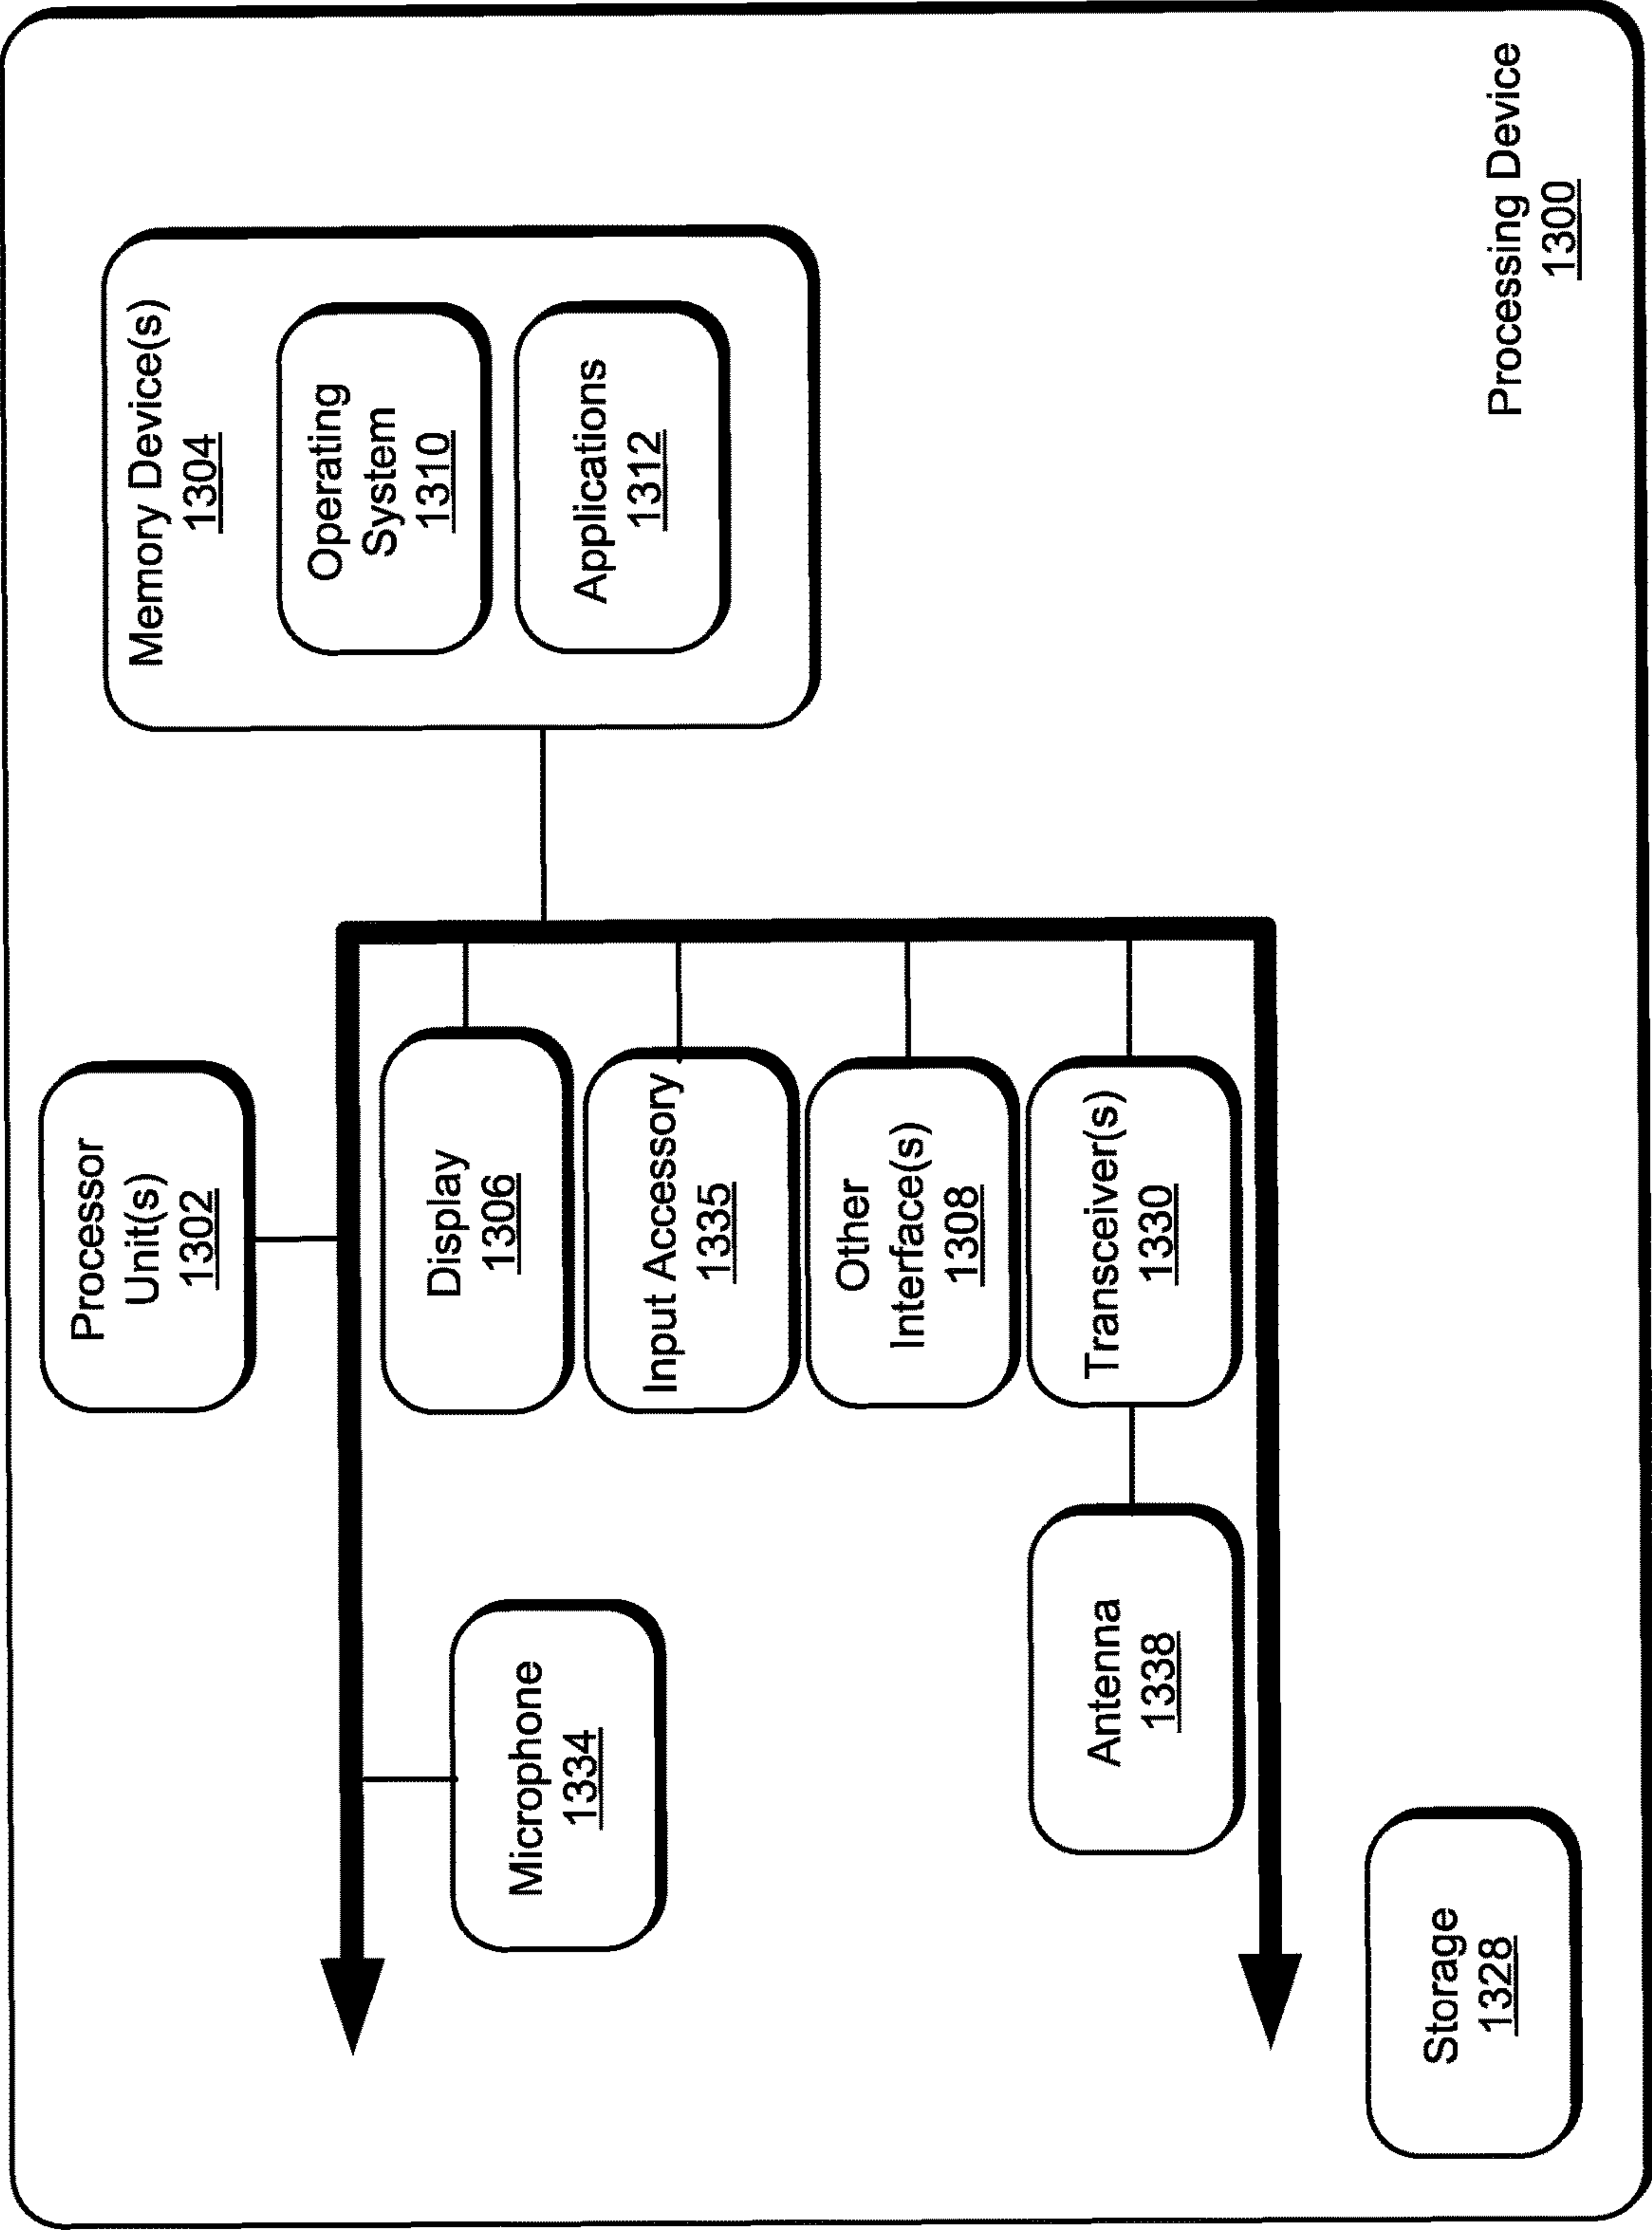 Memory Device(s)
1304
Operating
System
1310
Applications
1312
Processor
Unit(s)
1302
Display
1306
Input Accessory
1335
Other
Interface(s)
1308
Transceiver(s)
1330
Microphone
1334
Antenna
1338
Storage
1328
Processing Device
1300